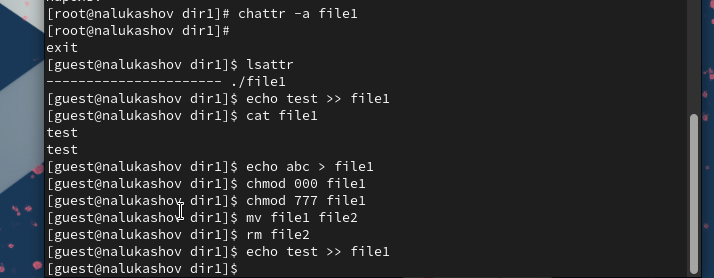 [root@nalukashov dir1]# chattr -a file1
[root@nalukashov dir1]#
exit
[guest@nalukashov dir1]$ lsattr
---------------------- ./file1
[guest@nalukashov dir1]$ echo test >> file1
[guest@nalukashov dir1]$ cat file1
test
test
[guest@nalukashov dir1]$ echo abc > file1
[guest@nalukashov dir1]$ chmod 000 file1
[guest@nalukashov dir1]$ chmod 777 file1
[guest@nalukashov dir1]$ mv file1 file2
[guest@nalukashov dir1]$ rm file2
[guest@nalukashov dir1]$ echo test >> file1
[guest@nalukashov dir1]$